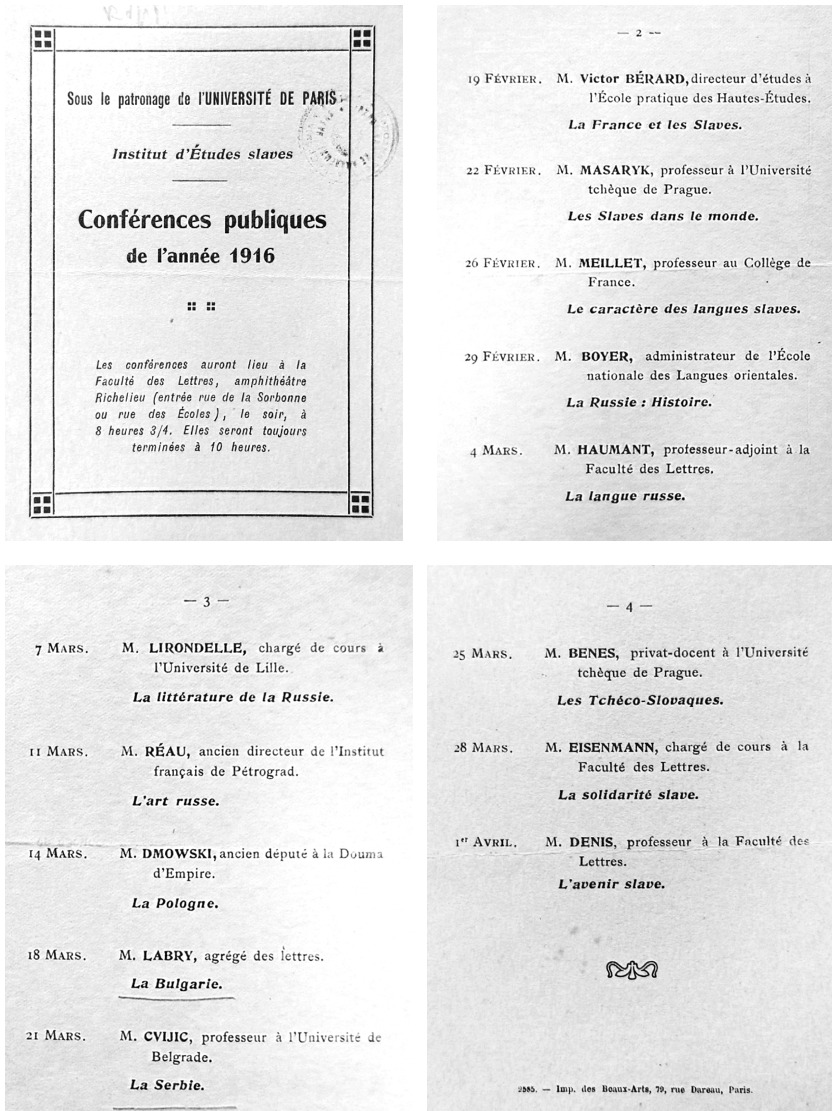 Sous le patronage de l'UNIVERSITÉ DE PARIS
Institut d'Études slaves
Conférences publiques
de l'année 1916
Les conférences auront lieu à la
Faculté des Lettres, amphithéâtre
Richelieu (entrée rue de la Sorbonne
ou rue des Écoles), le soir, à
8 heures 3/4. Elles seront toujours
terminées à 10 heures.
— 2 —
19 FÉVRIER. M. Victor BÉRARD, directeur d'études à
l'École pratique des Hautes-Études.
La France et les Slaves.
22 FÉVRIER. M. MASARYK, professeur à l'Université
tchèque de Prague.
Les Slaves dans le monde.
26 FÉVRIER. M. MEILLET, professeur au Collège de
France.
Le caractère des langues slaves.
29 FÉVRIER. M. BOYER, administrateur de l'École
nationale des Langues orientales.
La Russie : Histoire.
4 MARS. M. HAUMANT, professeur-adjoint à la
Faculté des Lettres.
La langue russe.
— 3 —
7 MARS. M. LIRONDELLE, chargé de cours à
l'Université de Lille.
La littérature de la Russie.
11 MARS. M. RÉAU, ancien directeur de l'Institut
français de Pétrograd.
L'art russe.
14 MARS. M. DMOWSKI, ancien député à la Douma
d'Empire.
La Pologne.
18 MARS. M. LABRY, agrégé des lettres.
La Bulgarie.
21 MARS. M. CVIJIC, professeur à l'Université de
Belgrade.
La Serbie.
— 4 —
25 MARS. M. BENES, privat-docent à l'Université
tchèque de Prague.
Les Tchéco-Slovaques.
28 MARS. M. EISENMANN, chargé de cours à la
Faculté des Lettres.
La solidarité slave.
1er AVRIL. M. DENIS, professeur à la Faculté des
Lettres.
L'avenir slave.
2585. — Imp. des Beaux-Arts, 79, rue Dareau, Paris.